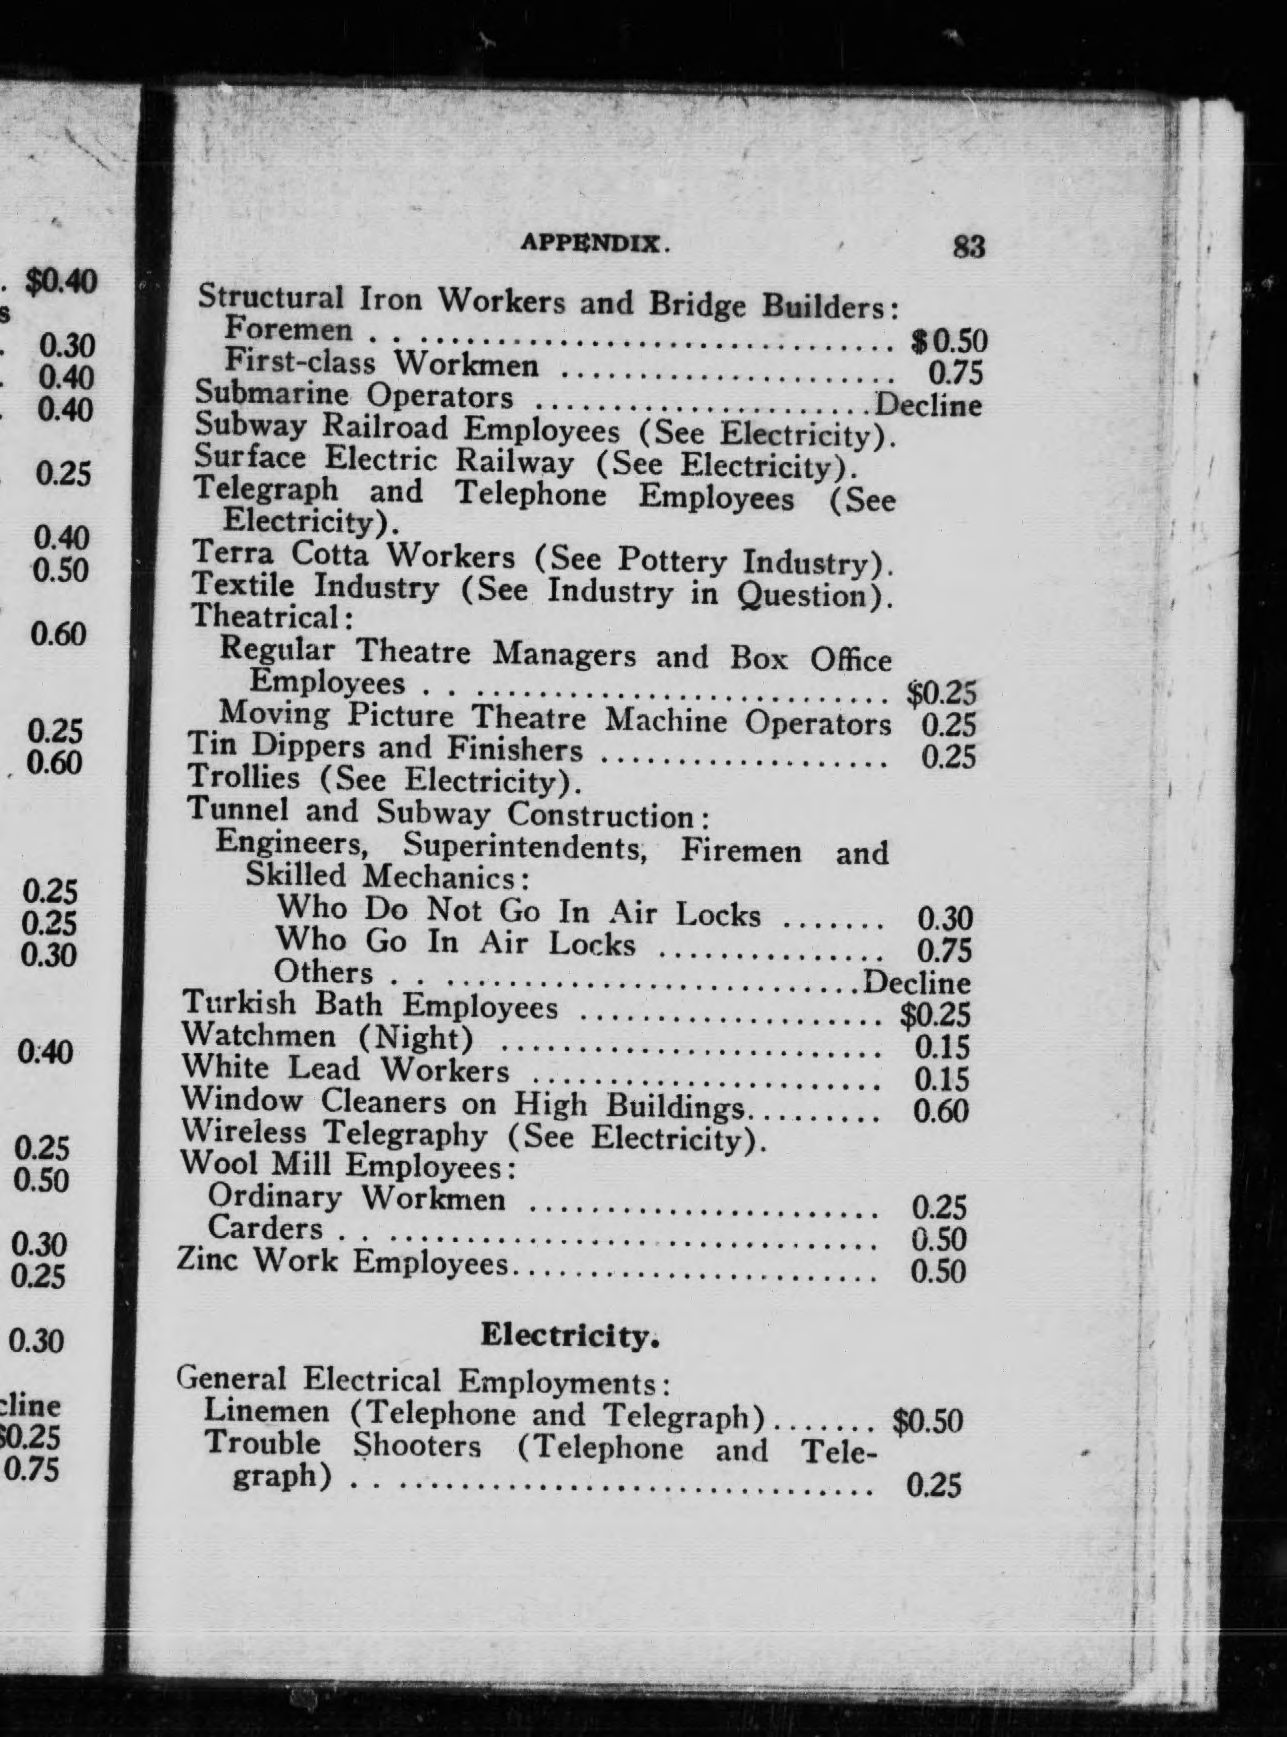 . $0.40
s
. 0.30
. 0.40
. 0.40
0.25
0.40
0.50
0.60
0.25
. 0.60
0.25
0.25
0.30
0.40
0.25
0.50
0.30
0.25
0.30
cline
$0.25
0.75
APPENDIX. 83
Structural Iron Workers and Bridge Builders:
Foremen . . .............................. $0.50
First-class Workmen ...................... 0.75
Submarine Operators ......................Decline
Subway Railroad Employees (See Electricity).
Surface Electric Railway (See Electricity).
Telegraph and Telephone Employees (See
Electricity).
Terra Cotta Workers (See Pottery Industry).
Textile Industry (See Industry in Question).
Theatrical:
Regular Theatre Managers and Box Office
Employees . . ........................... $0.25
Moving Picture Theatre Machine Operators 0.25
Tin Dippers and Finishers ................... 0.25
Trollies (See Electricity).
Tunnel and Subway Construction:
Engineers, Superintendents, Firemen and
Skilled Mechanics:
Who Do Not Go In Air Locks ....... 0.30
Who Go In Air Locks ............... 0.75
Others . . ...........................Decline
Turkish Bath Employees .................... $0.25
Watchmen (Night) ......................... 0.15
White Lead Workers ....................... 0.15
Window Cleaners on High Buildings......... 0.60
Wireless Telegraphy (See Electricity).
Wool Mill Employees:
Ordinary Workmen ....................... 0.25
Carders . . ................................ 0.50
Zinc Work Employees........................ 0.50
Electricity.
General Electrical Employments:
Linemen (Telephone and Telegraph)....... $0.50
Trouble Shooters (Telephone and Tele-
graph) . . ............................... 0.25